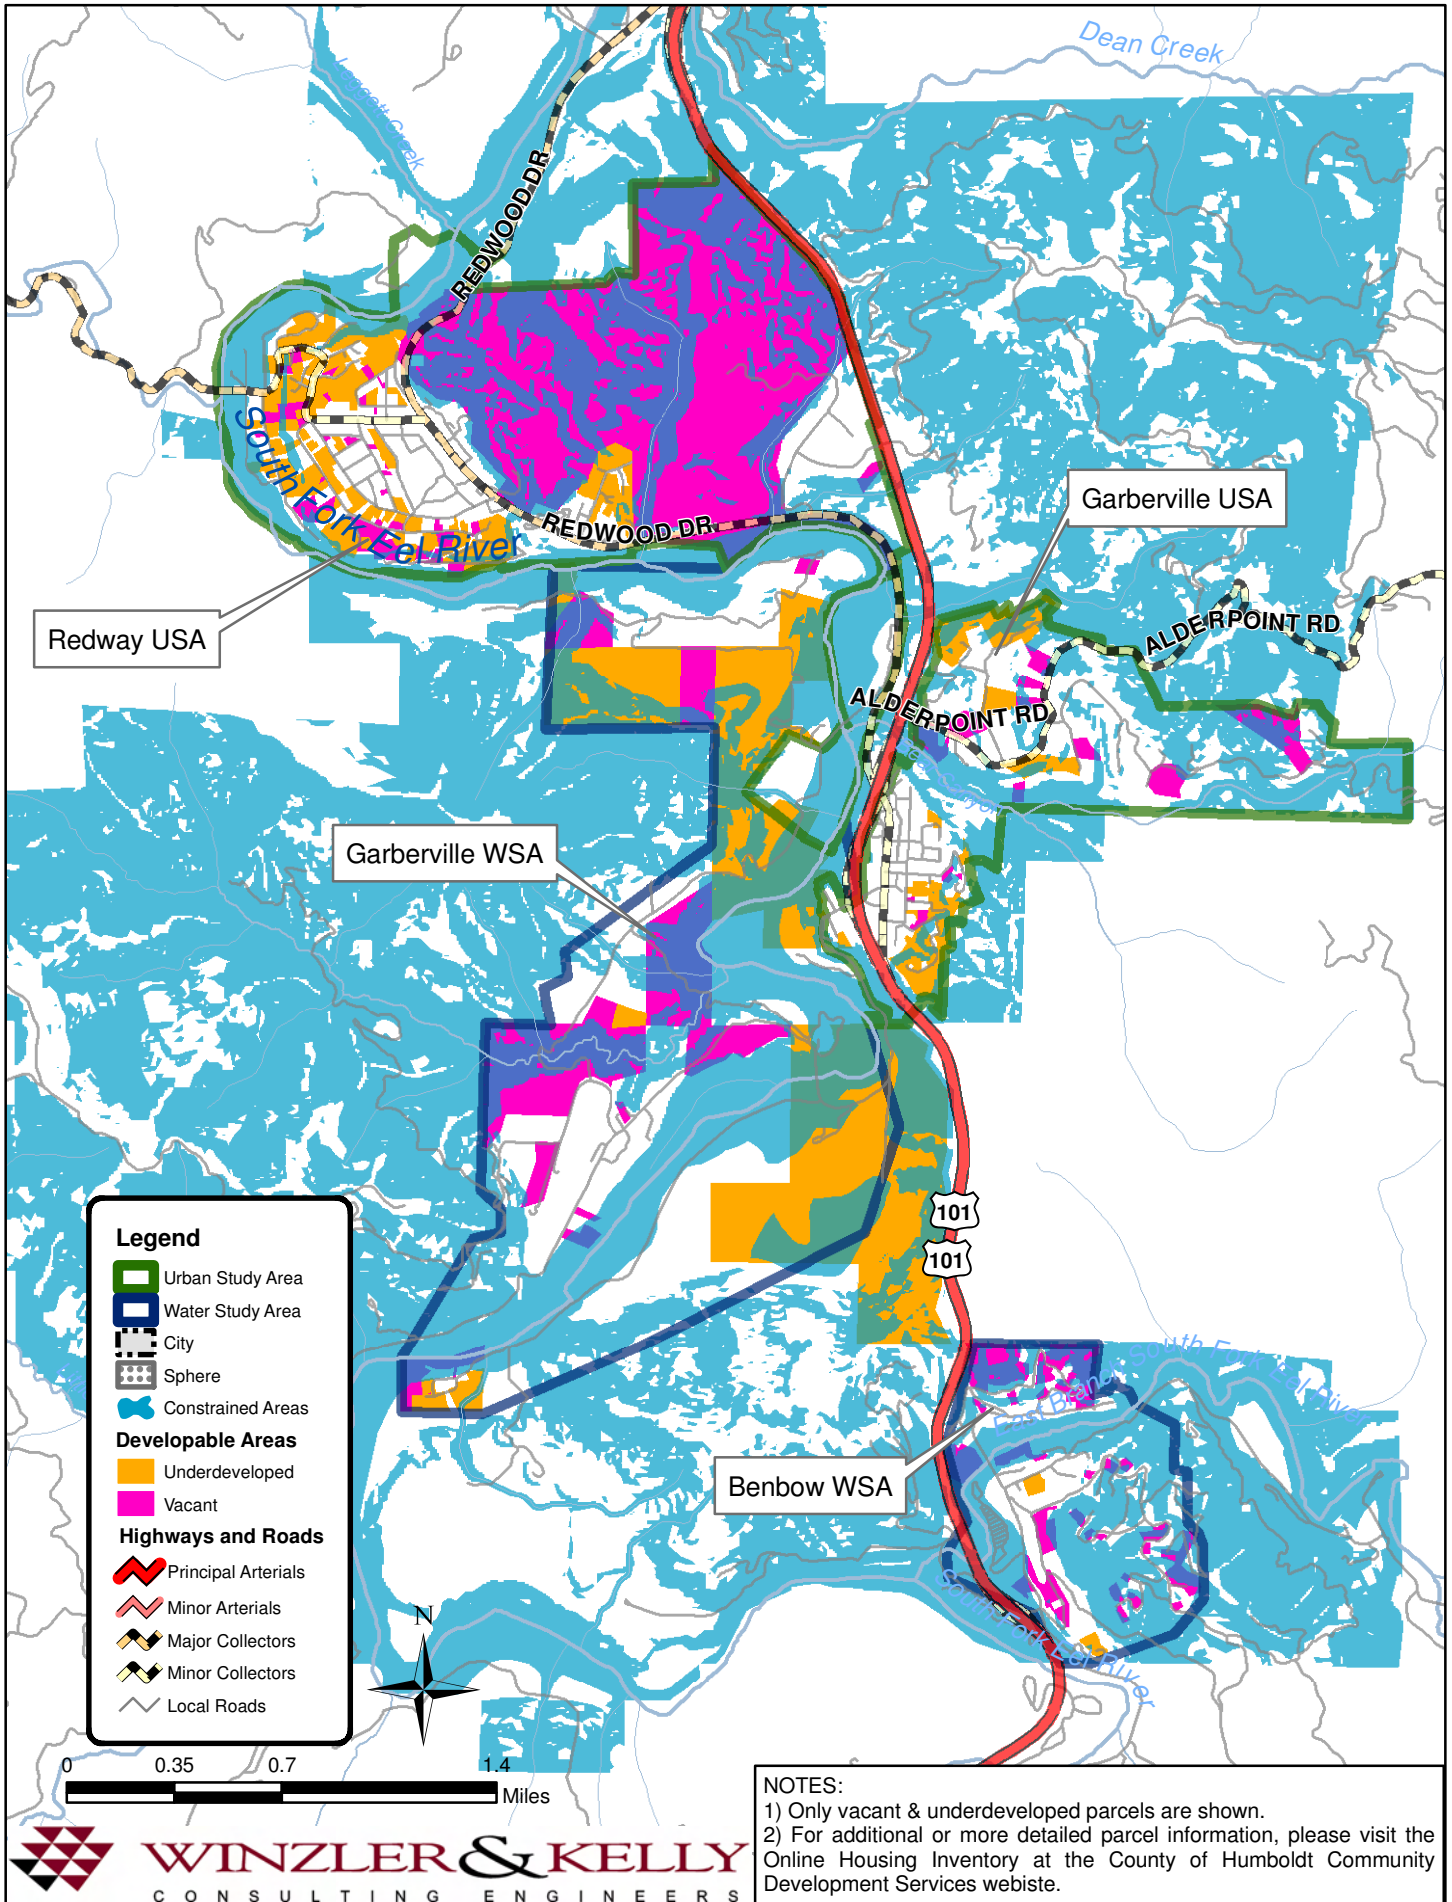 Dean Creek
Leggett Creek
REDWOOD DR
South Fork Eel River
REDWOOD DR
Garberville USA
Redway USA
ALDERPOINT RD
ALDERPOINT RD
Garberville WSA
101
101
East Branch South Fork Eel River
Benbow WSA
South Fork Eel River
Legend
Urban Study Area
Water Study Area
City
Sphere
Constrained Areas
Developable Areas
Underdeveloped
Vacant
Highways and Roads
Principal Arterials
Minor Arterials
Major Collectors
Minor Collectors
Local Roads
N
0 0.35 0.7 1.4
Miles
WINZLER & KELLY
CONSULTING ENGINEERS
NOTES:
1) Only vacant & underdeveloped parcels are shown.
2) For additional or more detailed parcel information, please visit the
Online Housing Inventory at the County of Humboldt Community
Development Services webiste.